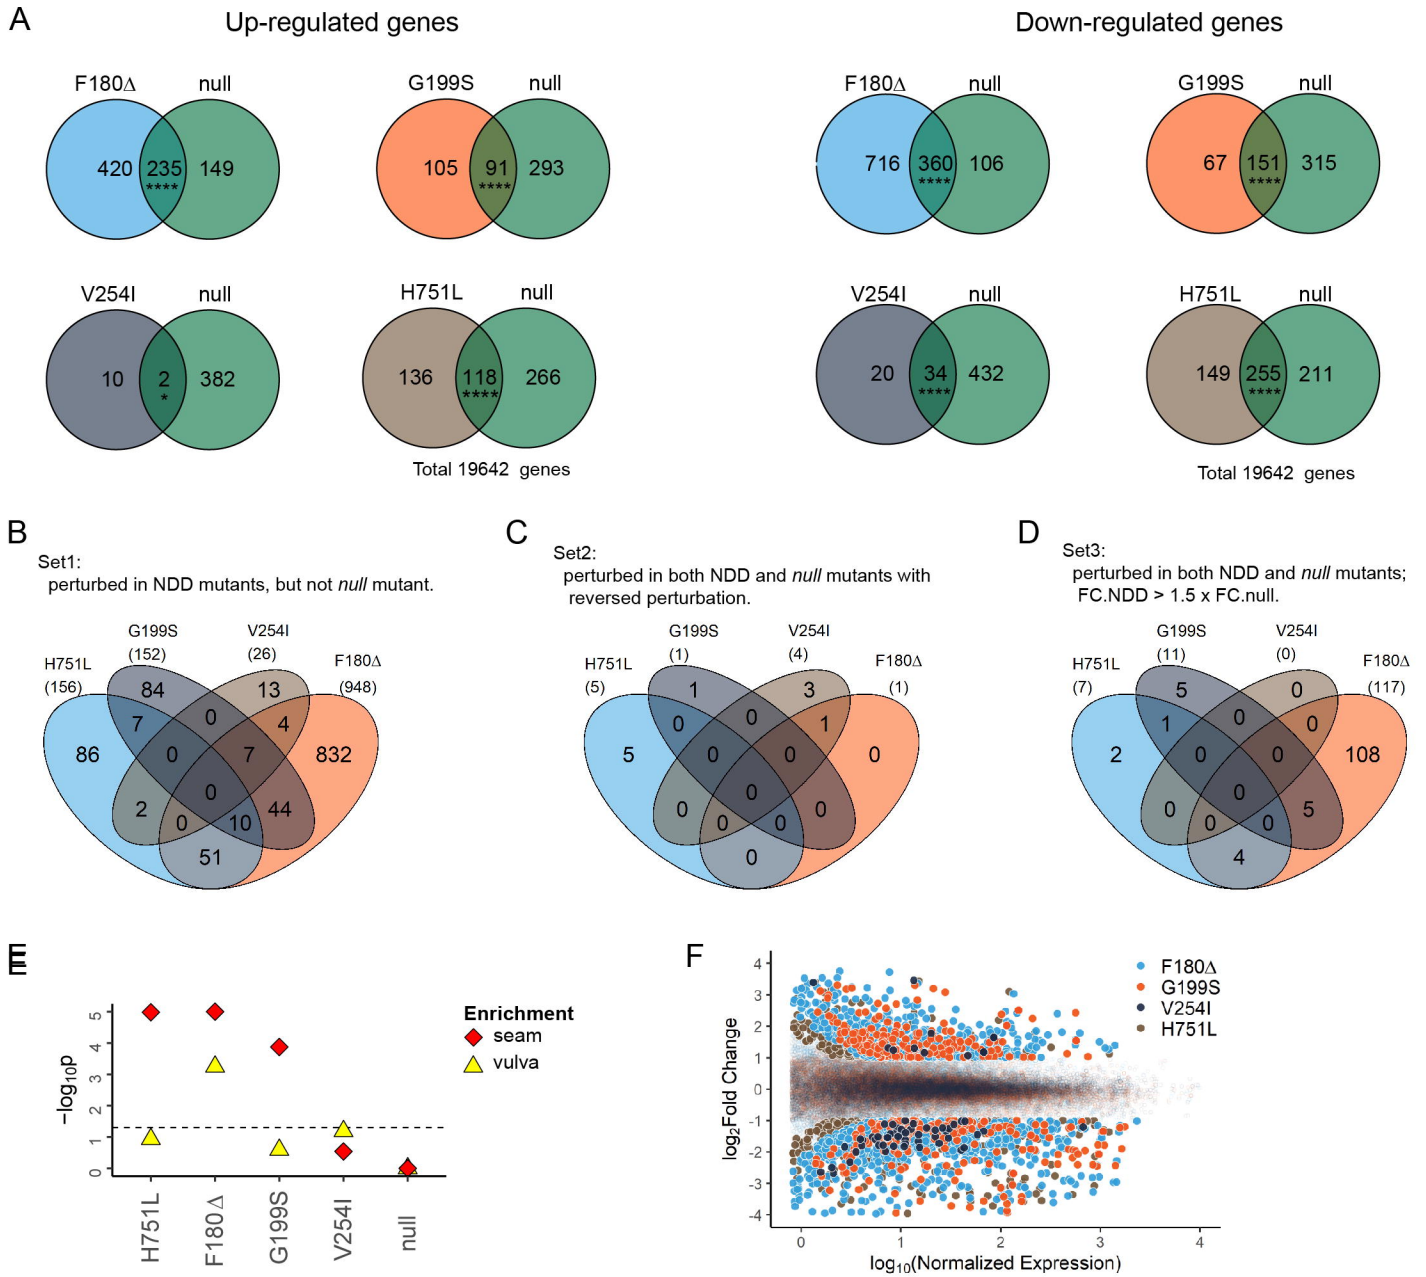 A
Up-regulated genes
Down-regulated genes
F180Δ null
420 235 149
****
G199S null
105 91 293
****
F180Δ null
716 360 106
****
G199S null
67 151 315
****
V254I null
10 2 382
*
H751L null
136 118 266
****
Total 19642 genes
V254I null
20 34 432
****
H751L null
149 255 211
****
Total 19642 genes
B
Set1:
perturbed in NDD mutants, but not null mutant.
G199S V254I
(152) (26)
H751L F180Δ
(156) (948)
84 13
7 0 4
86 0 7 832
0
2 0 10 44
51
C
Set2:
perturbed in both NDD and null mutants with
reversed perturbation.
G199S V254I
(1) (4)
H751L F180Δ
(5) (1)
1 3
0 0 1
5 0 0 0
0
0 0 0 0
0
D
Set3:
perturbed in both NDD and null mutants;
FC.NDD > 1.5 x FC.null.
G199S V254I
(11) (0)
H751L F180Δ
(7) (117)
5 0
1 0 0
2 0 0 108
0
0 0 0 5
4
E
E
−log10p
5
4
3
2
1
0
H751L F180Δ G199S V254I null
Enrichment
seam
vulva
F
log2Fold Change
4
3
2
1
0
-1
-2
-3
-4
0 1 2 3 4
log10(Normalized Expression)
F180Δ
G199S
V254I
H751L